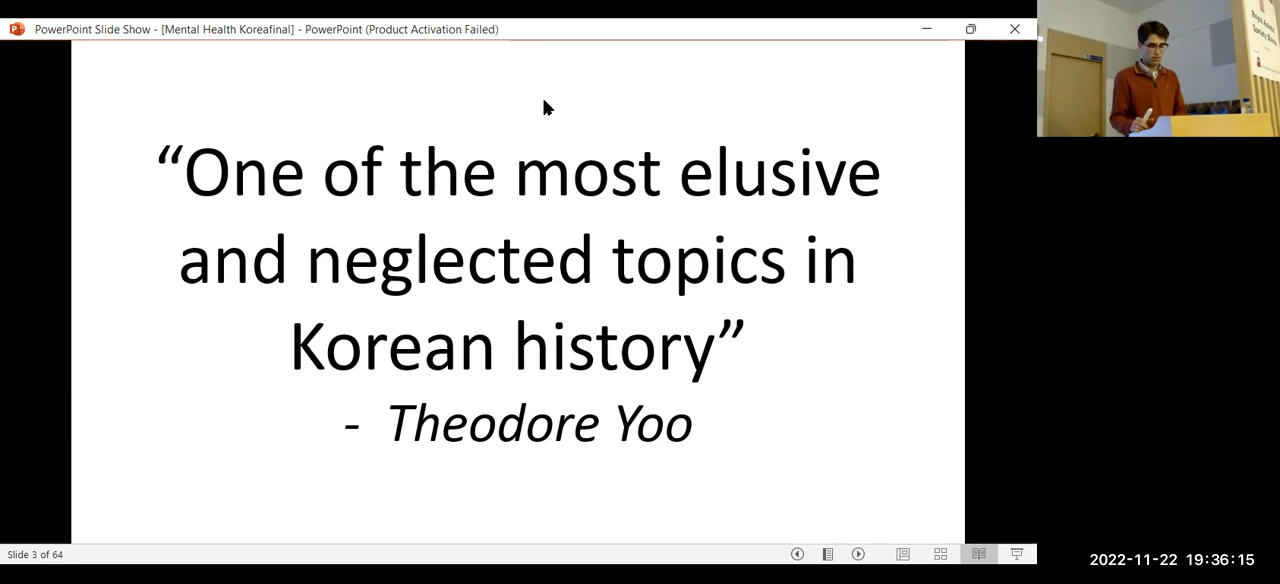 PowerPoint Slide Show - [Mental Health Koreafinal] - PowerPoint (Product Activation Failed)
“One of the most elusive
and neglected topics in
Korean history”
- Theodore Yoo
Slide 3 of 64
2022-11-22 19:36:15